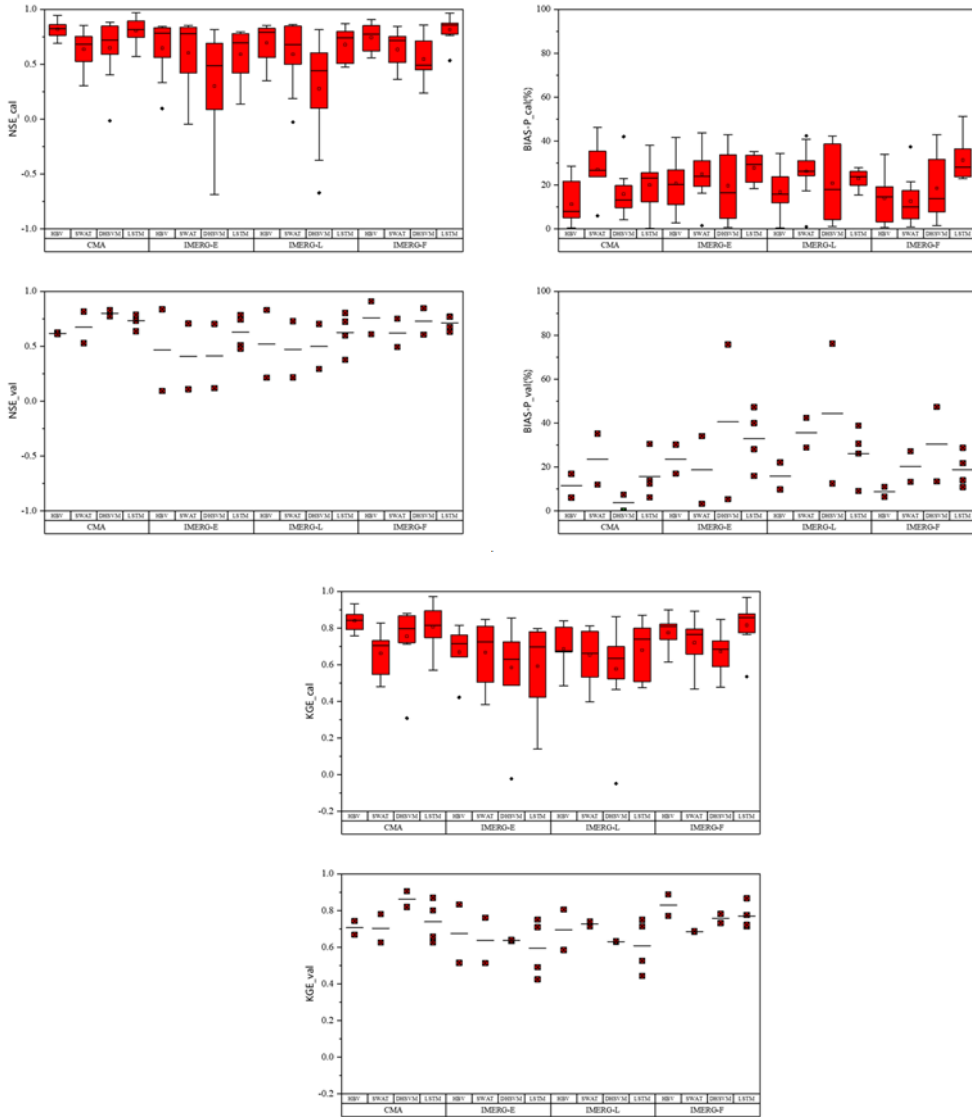 1.0
0.5
0.0
-0.5
-1.0
NSE_cal
HBV SWAT DHSVM LSTM HBV SWAT DHSVM LSTM HBV SWAT DHSVM LSTM HBV SWAT DHSVM LSTM
CMA IMERG-E IMERG-L IMERG-F
100
80
60
40
20
0
BIAS-P_cal(%)
HBV SWAT DHSVM LSTM HBV SWAT DHSVM LSTM HBV SWAT DHSVM LSTM HBV SWAT DHSVM LSTM
CMA IMERG-E IMERG-L IMERG-F
1.0
0.5
0.0
-0.5
-1.0
NSE_val
HBV SWAT DHSVM LSTM HBV SWAT DHSVM LSTM HBV SWAT DHSVM LSTM HBV SWAT DHSVM LSTM
CMA IMERG-E IMERG-L IMERG-F
100
80
60
40
20
0
BIAS-P_val(%)
HBV SWAT DHSVM LSTM HBV SWAT DHSVM LSTM HBV SWAT DHSVM LSTM HBV SWAT DHSVM LSTM
CMA IMERG-E IMERG-L IMERG-F
1.0
0.8
0.6
0.4
0.2
0.0
-0.2
KGE_cal
HBV SWAT DHSVM LSTM HBV SWAT DHSVM LSTM HBV SWAT DHSVM LSTM HBV SWAT DHSVM LSTM
CMA IMERG-E IMERG-L IMERG-F
1.0
0.8
0.6
0.4
0.2
0.0
-0.2
KGE_val
HBV SWAT DHSVM LSTM HBV SWAT DHSVM LSTM HBV SWAT DHSVM LSTM HBV SWAT DHSVM LSTM
CMA IMERG-E IMERG-L IMERG-F